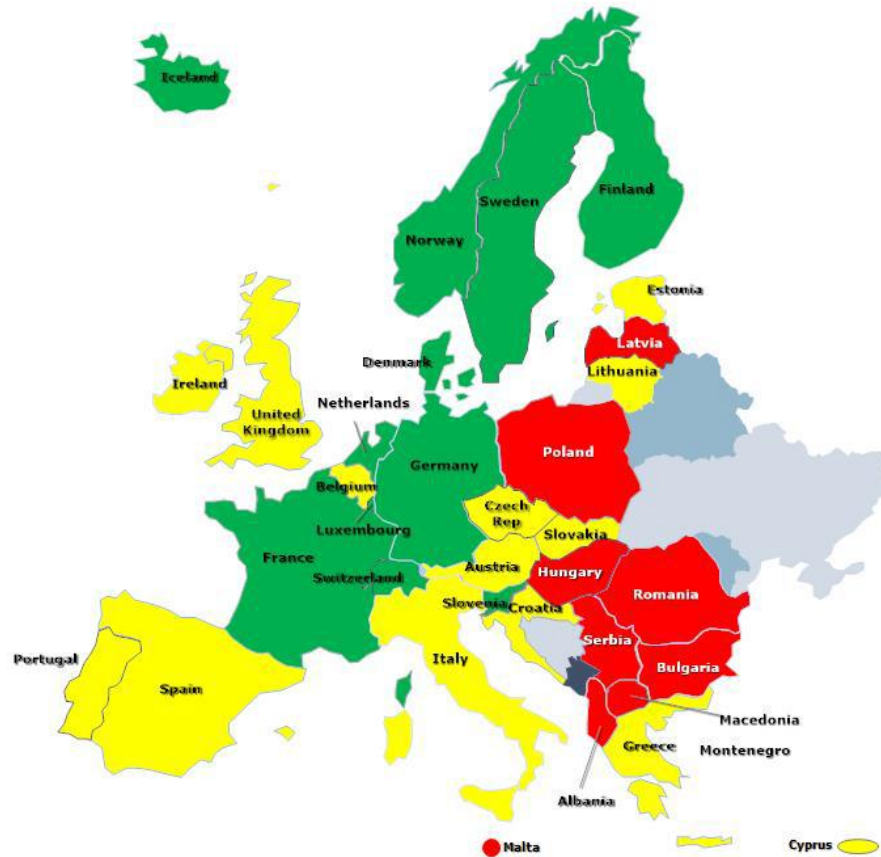 Iceland
Finland
Sweden
Norway
Estonia
Latvia
Denmark
Lithuania
Ireland
Netherlands
United
Kingdom
Poland
Germany
Belgium
Czech
Rep
Luxembourg
Slovakia
France
Austria
Hungary
Switzerland
Romania
Slovenia
Croatia
Serbia
Italy
Portugal
Bulgaria
Spain
Macedonia
Greece
Montenegro
Albania
Malta
Cyprus